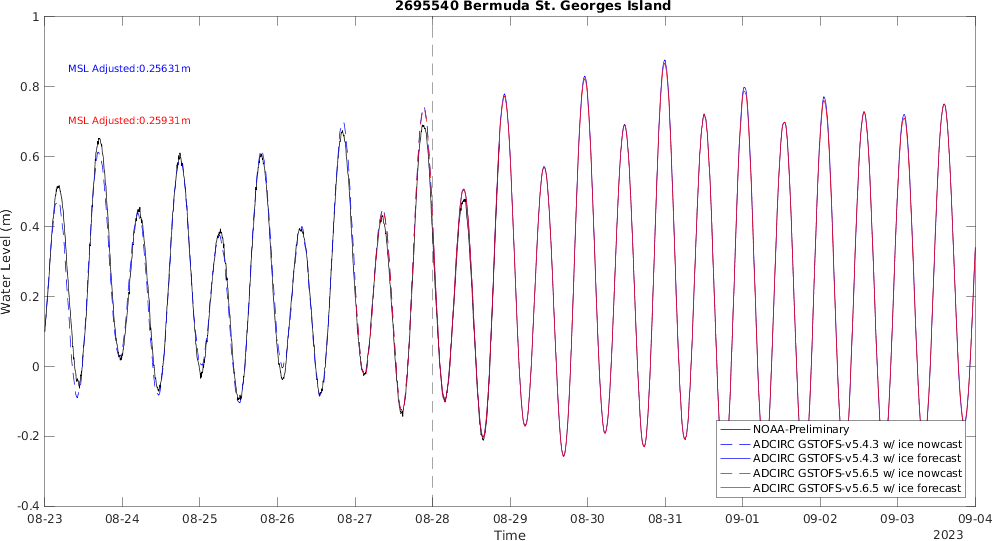 2695540 Bermuda St. Georges Island
1
0.8
0.6
0.4
0.2
0
-0.2
-0.4
Water Level (m)
MSL Adjusted:0.25631m
MSL Adjusted:0.25931m
NOAA-Preliminary
ADCIRC GSTOFS-v5.4.3 w/ ice nowcast
ADCIRC GSTOFS-v5.4.3 w/ ice forecast
ADCIRC GSTOFS-v5.6.5 w/ ice nowcast
ADCIRC GSTOFS-v5.6.5 w/ ice forecast
08-23 08-24 08-25 08-26 08-27 08-28 08-29 08-30 08-31 09-01 09-02 09-03 09-04
Time
2023